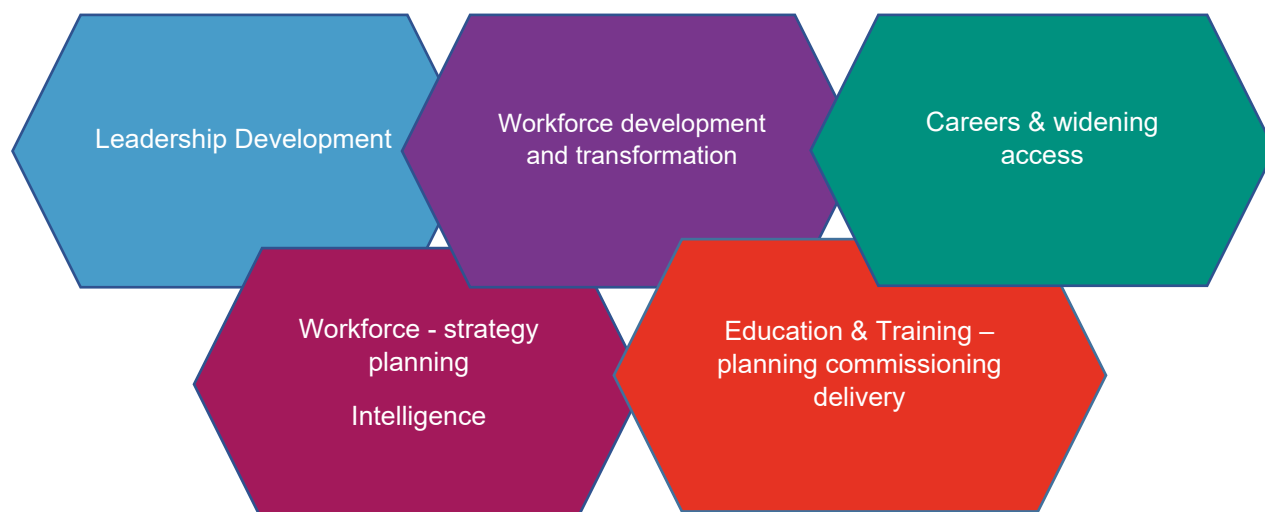 Leadership Development
Workforce development
and transformation
Careers & widening
access
Workforce - strategy
planning
Intelligence
Education & Training –
planning commissioning
delivery